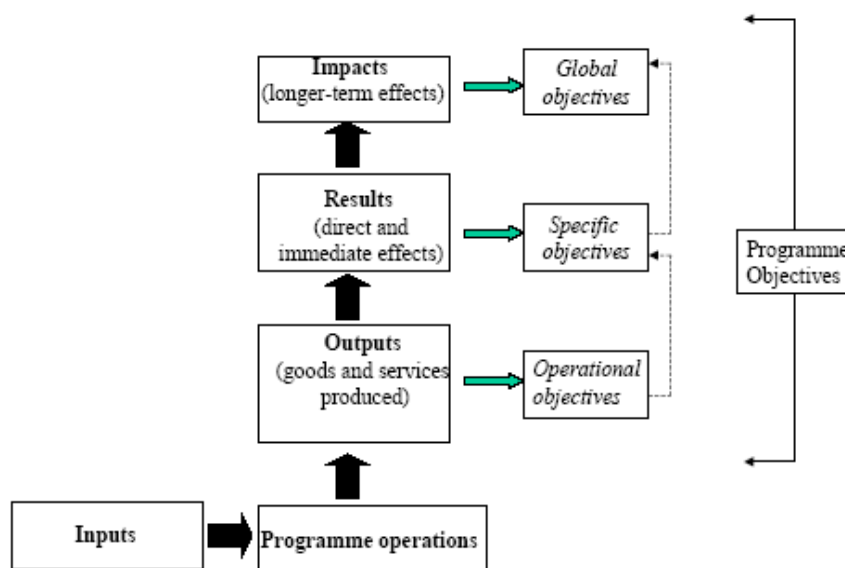 Impacts
(longer-term effects)
Global
objectives
Results
(direct and
immediate effects)
Specific
objectives
Programme
Objectives
Outputs
(goods and services
produced)
Operational
objectives
Inputs
Programme operations